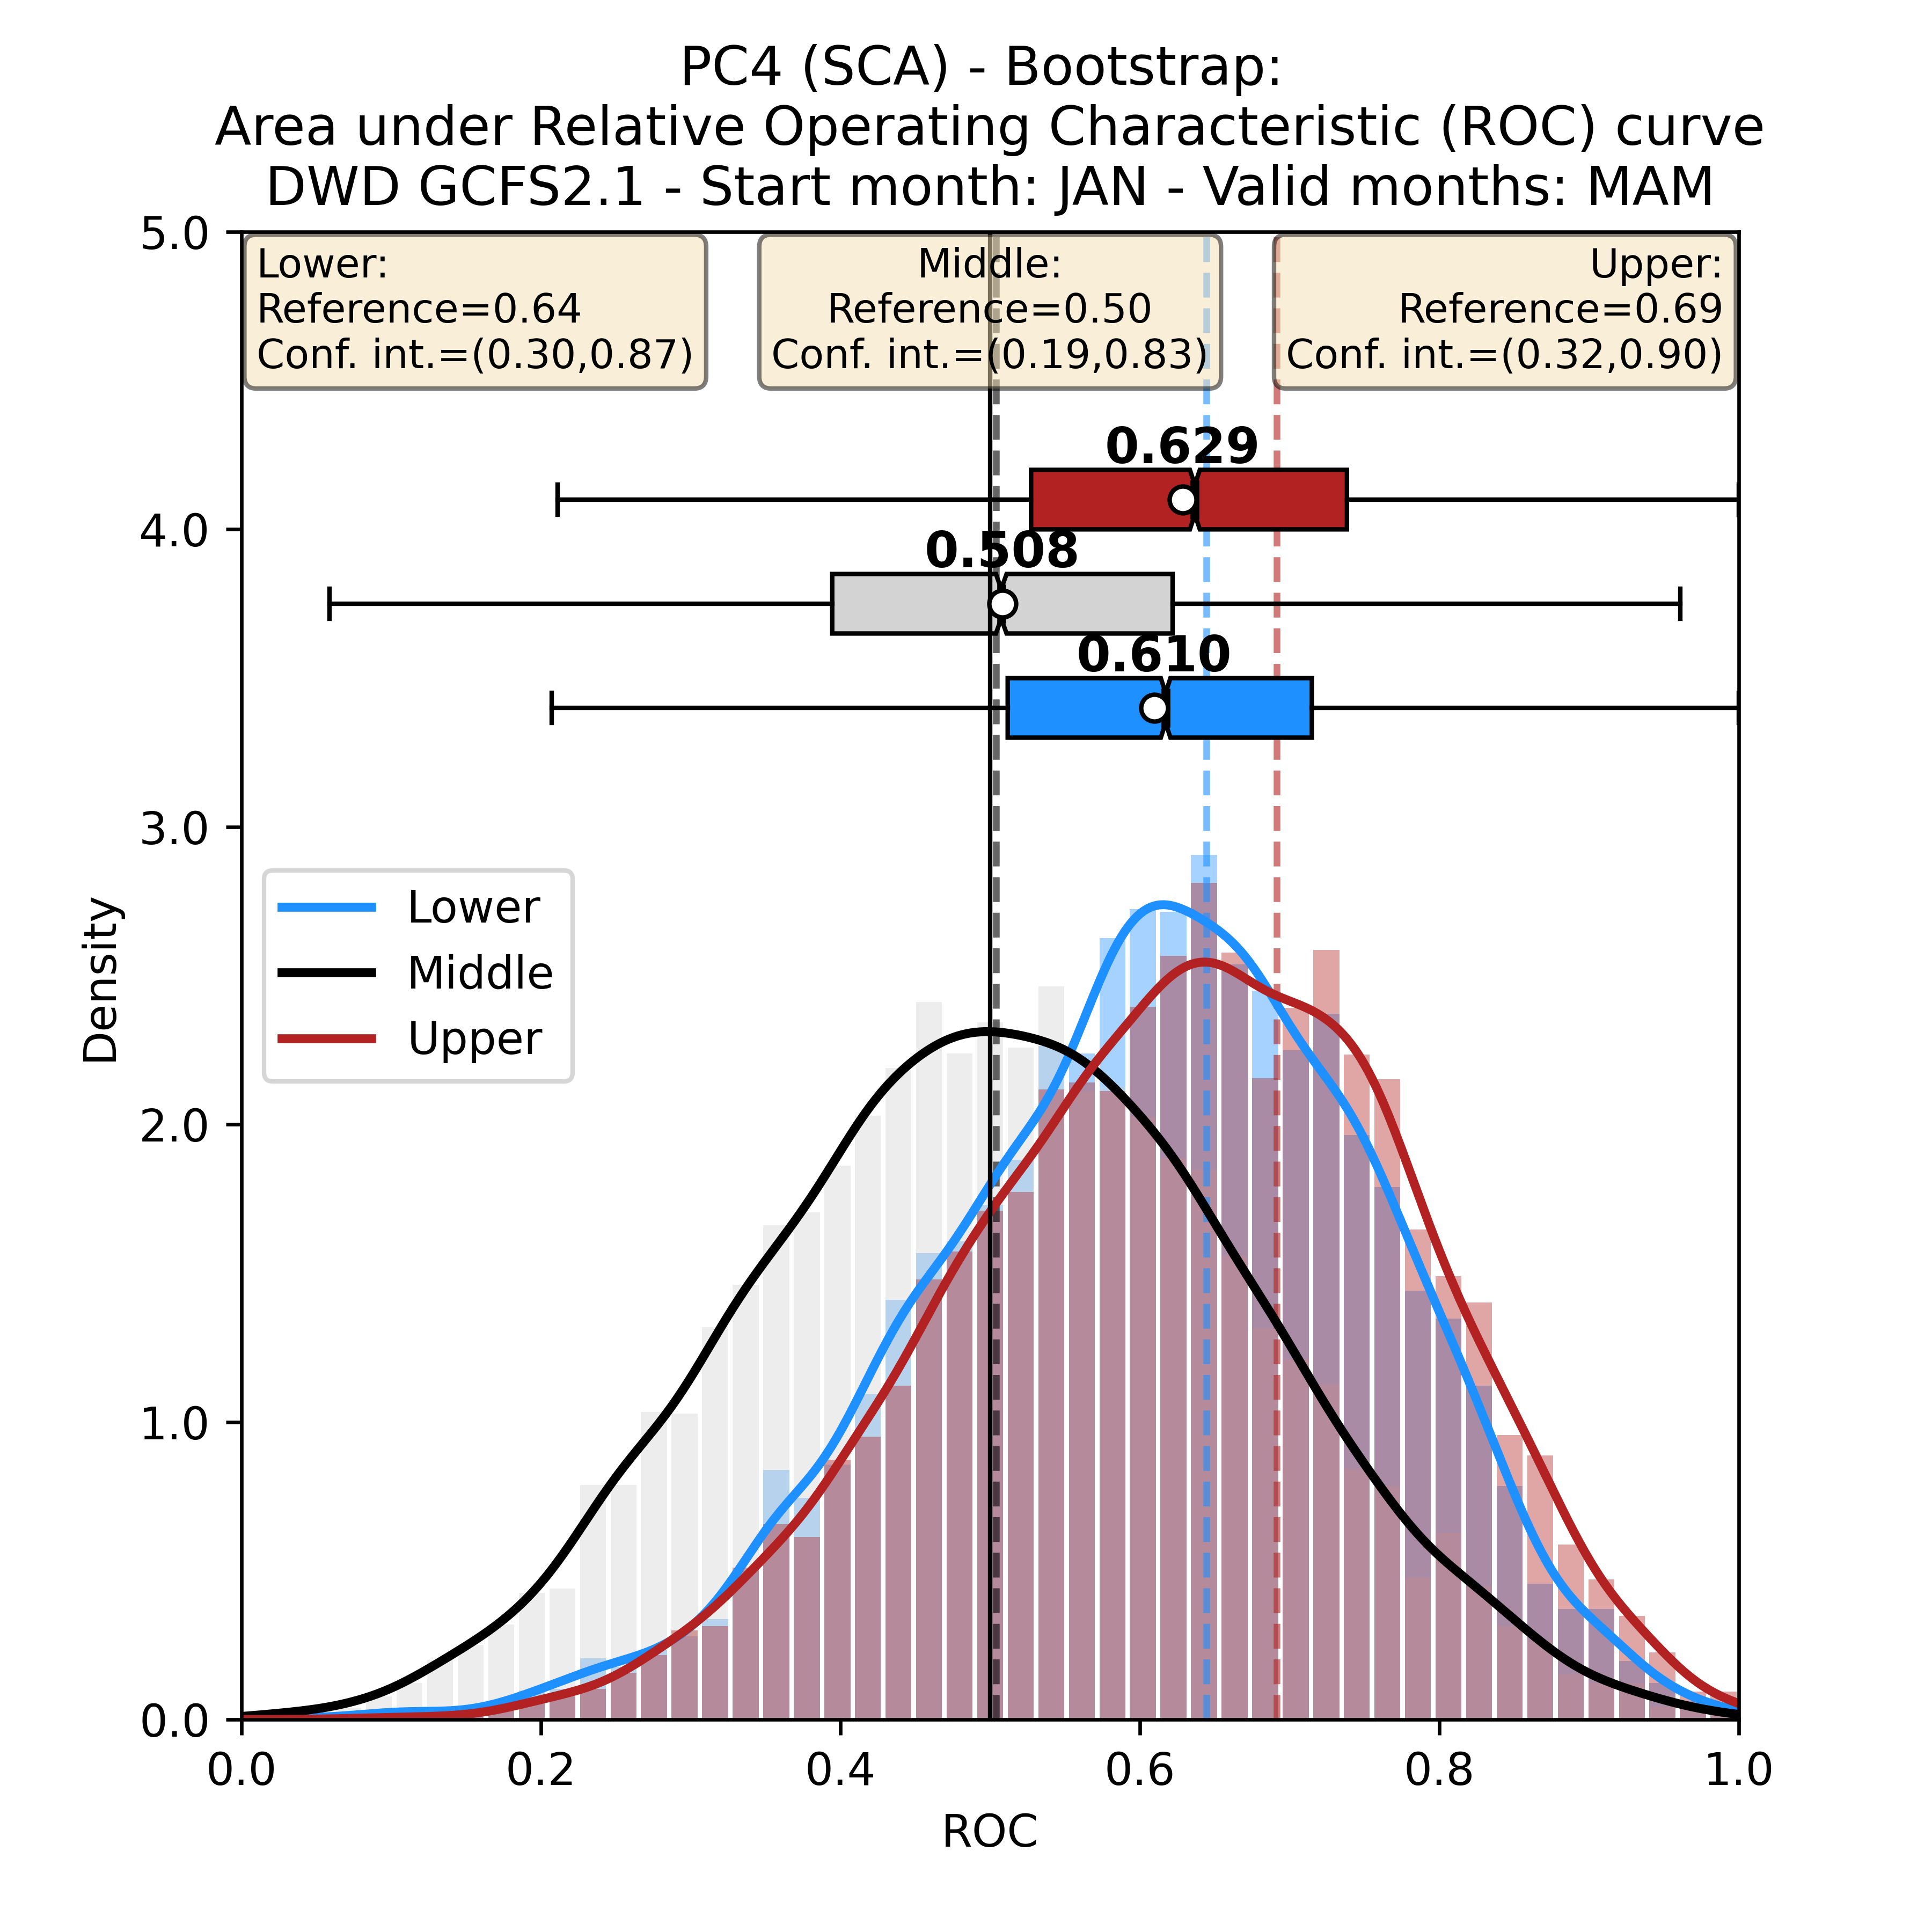 PC4 (SCA) - Bootstrap:
Area under Relative Operating Characteristic (ROC) curve
DWD GCFS2.1 - Start month: JAN - Valid months: MAM
5.0
Lower:
Reference=0.64
Conf. int.=(0.30,0.87)
Middle:
Reference=0.50
Conf. int.=(0.19,0.83)
Upper:
Reference=0.69
Conf. int.=(0.32,0.90)
0.629
4.0
0.508
0.610
3.0
Density
Lower
Middle
Upper
2.0
1.0
0.0
0.0
0.2
0.4
0.6
0.8
1.0
ROC